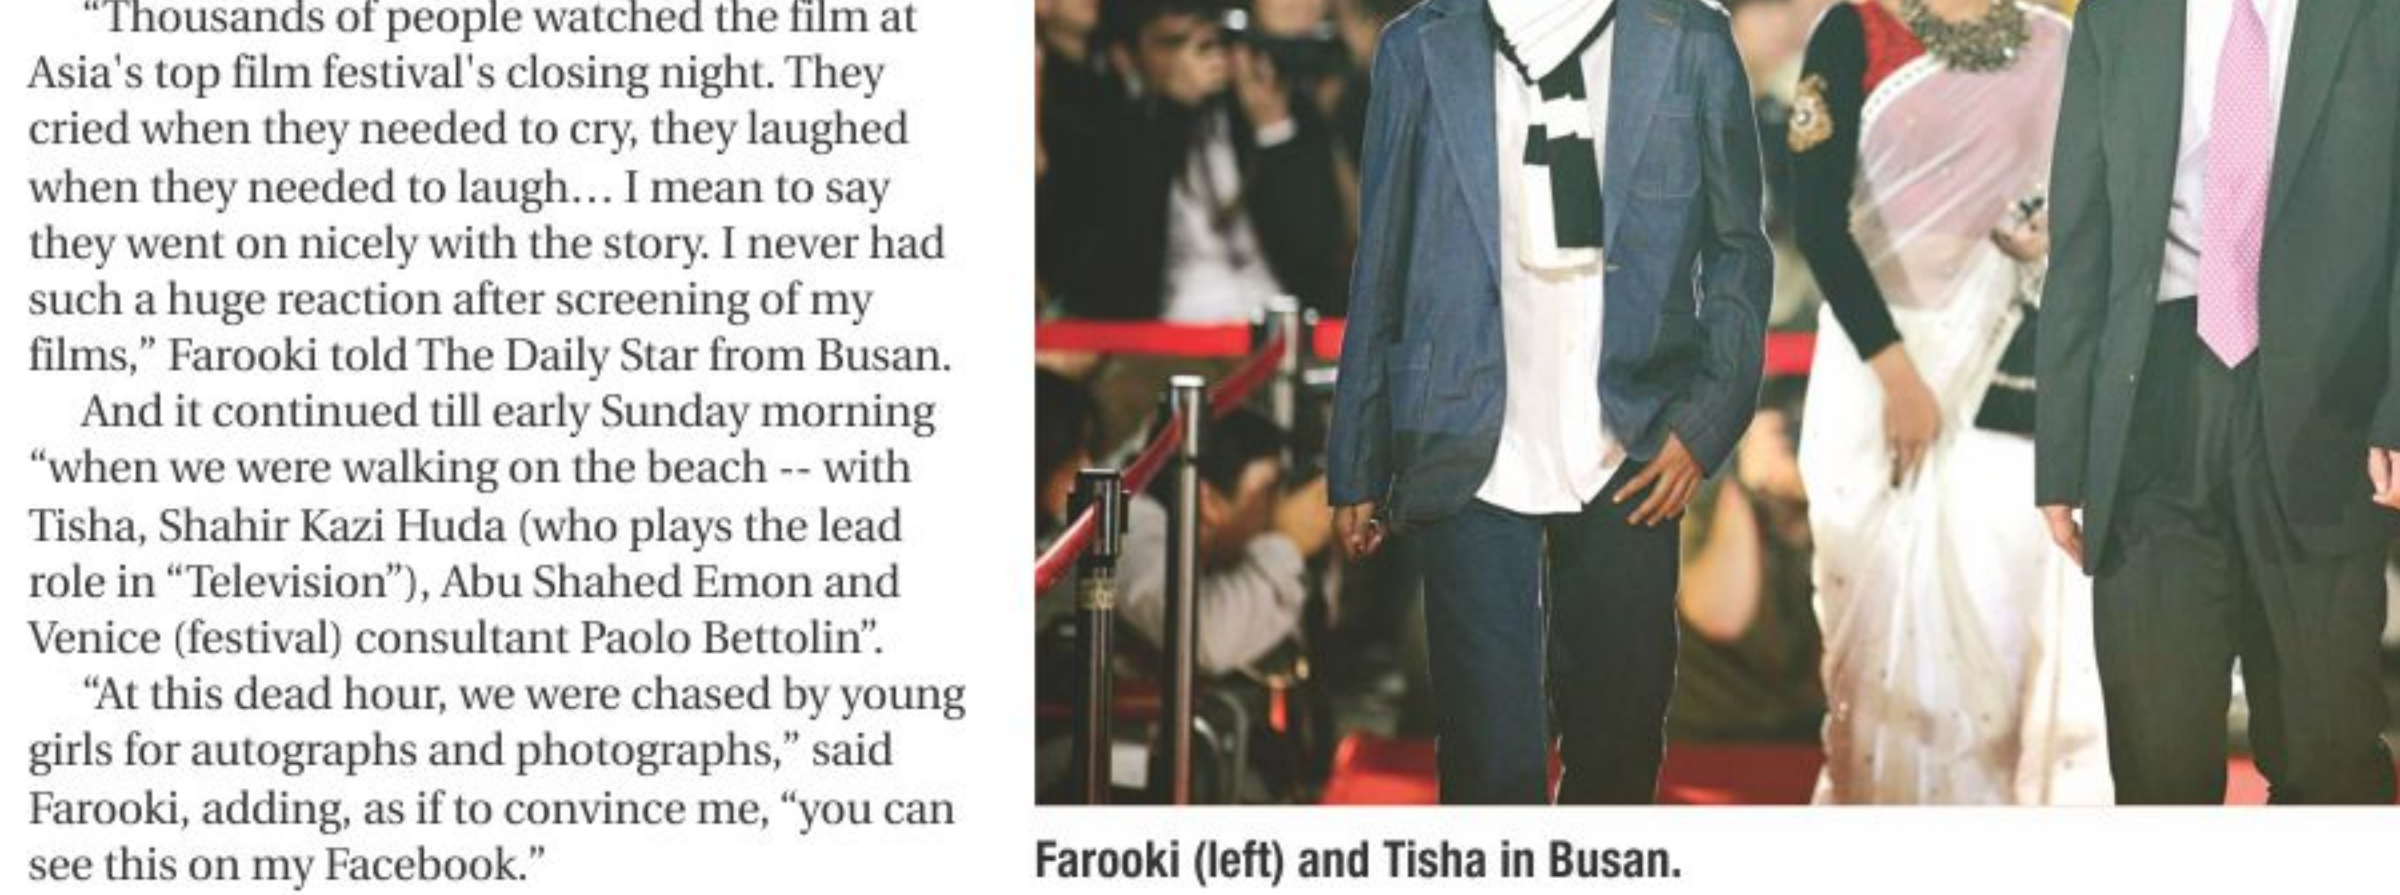 “Thousands of people watched the film at
Asia's top film festival's closing night. They
cried when they needed to cry, they laughed
when they needed to laugh… I mean to say
they went on nicely with the story. I never had
such a huge reaction after screening of my
films,” Farooki told The Daily Star from Busan.
And it continued till early Sunday morning
“when we were walking on the beach -- with
Tisha, Shahir Kazi Huda (who plays the lead
role in “Television”), Abu Shahed Emon and
Venice (festival) consultant Paolo Bettolin”.
“At this dead hour, we were chased by young
girls for autographs and photographs,” said
Farooki, adding, as if to convince me, “you can
see this on my Facebook.”
Farooki (left) and Tisha in Busan.